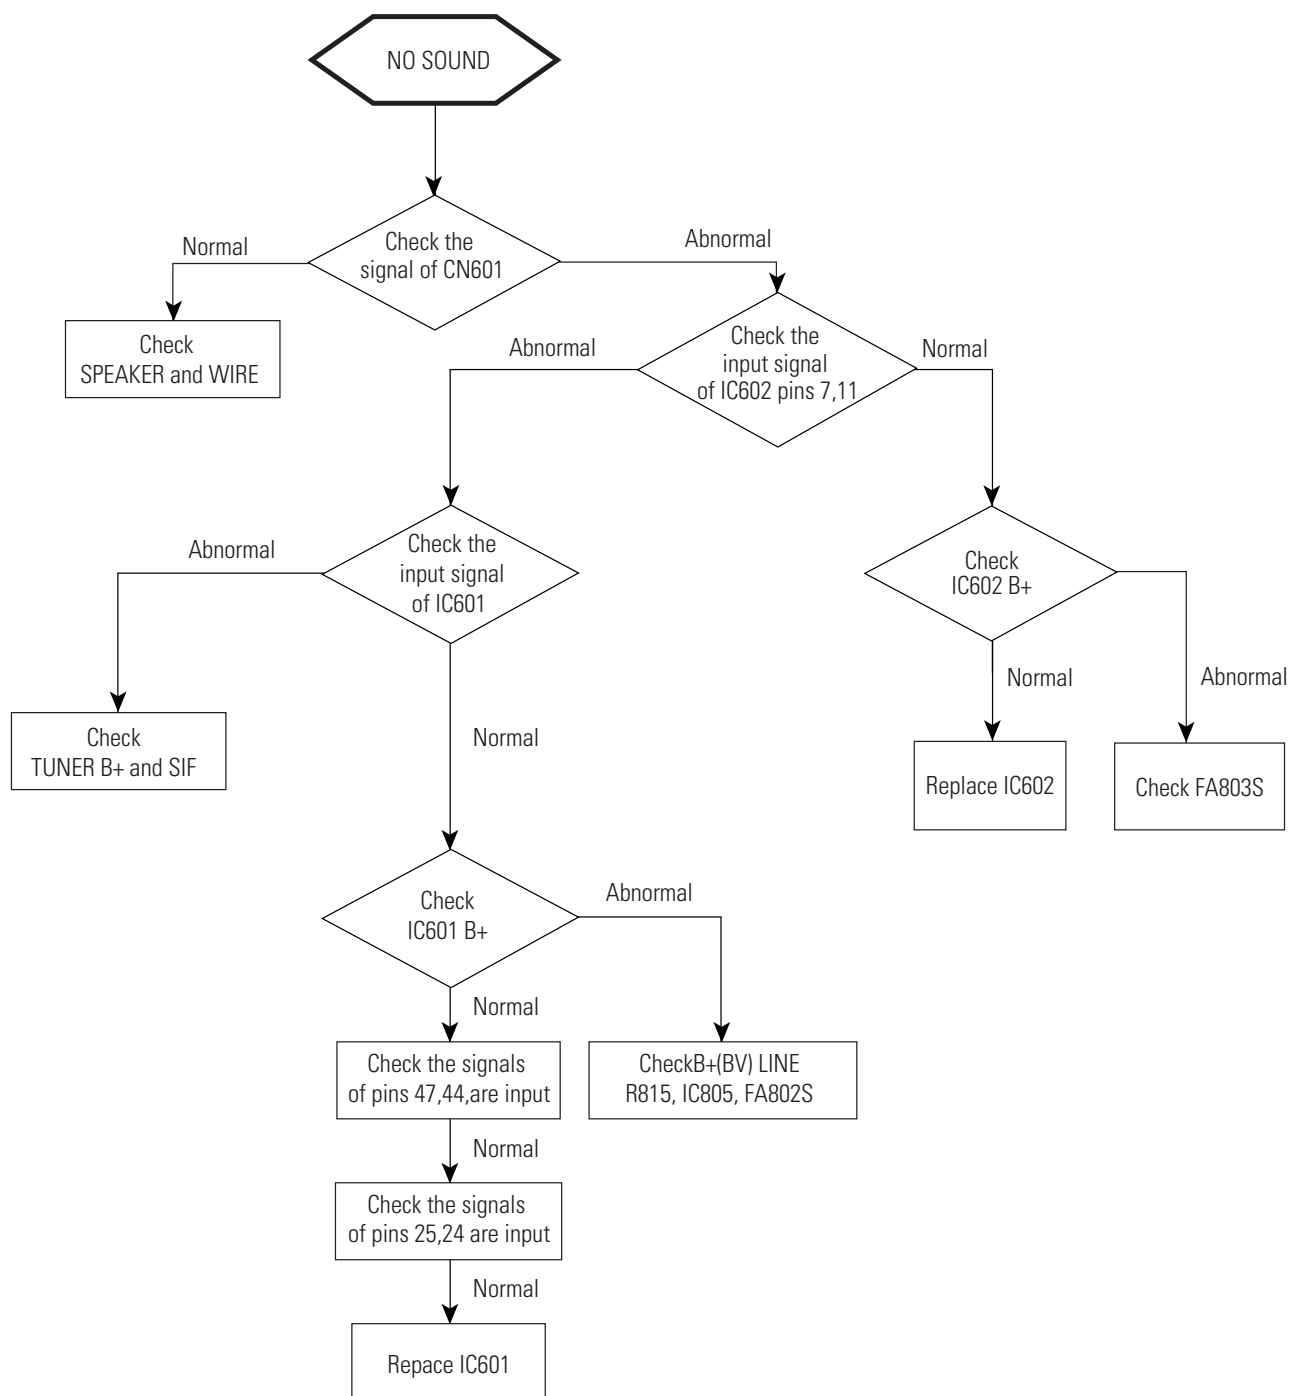 NO SOUND
Normal
Check the
signal of CN601
Abnormal
Check
SPEAKER and WIRE
Abnormal
Check the
input signal
of IC602 pins 7,11
Normal
Abnormal
Check the
input signal
of IC601
Check
IC602 B+
Normal
Abnormal
Check
TUNER B+ and SIF
Normal
Replace IC602
Check FA803S
Check
IC601 B+
Abnormal
Normal
Check the signals
of pins 47,44,are input
CheckB+(BV) LINE
R815, IC805, FA802S
Normal
Check the signals
of pins 25,24 are input
Normal
Repace IC601